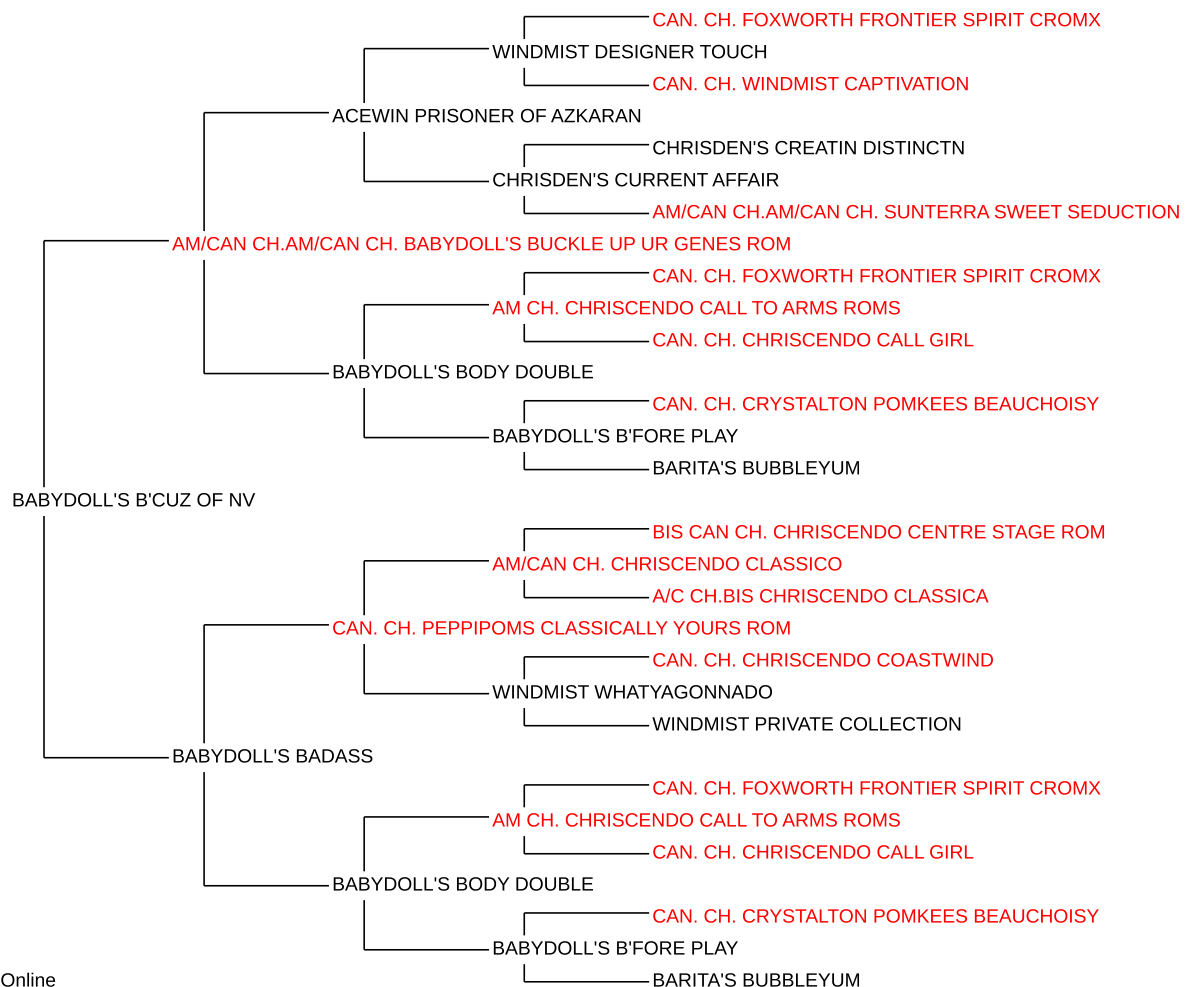 CAN. CH. FOXWORTH FRONTIER SPIRIT CROMX
WINDMIST DESIGNER TOUCH
CAN. CH. WINDMIST CAPTIVATION
ACEWIN PRISONER OF AZKARAN
CHRISDEN'S CREATIN DISTINCTN
CHRISDEN'S CURRENT AFFAIR
AM/CAN CH.AM/CAN CH. SUNTERRA SWEET SEDUCTION
AM/CAN CH.AM/CAN CH. BABYDOLL'S BUCKLE UP UR GENES ROM
CAN. CH. FOXWORTH FRONTIER SPIRIT CROMX
AM CH. CHRISCENDO CALL TO ARMS ROMS
CAN. CH. CHRISCENDO CALL GIRL
BABYDOLL'S BODY DOUBLE
CAN. CH. CRYSTALTON POMKEES BEAUCHOISY
BABYDOLL'S B'FORE PLAY
BARITA'S BUBBLEYUM
BABYDOLL'S B'CUZ OF NV
BIS CAN CH. CHRISCENDO CENTRE STAGE ROM
AM/CAN CH. CHRISCENDO CLASSICO
A/C CH.BIS CHRISCENDO CLASSICA
CAN. CH. PEPPIPOMS CLASSICALLY YOURS ROM
CAN. CH. CHRISCENDO COASTWIND
WINDMIST WHATYAGONNADO
WINDMIST PRIVATE COLLECTION
BABYDOLL'S BADASS
CAN. CH. FOXWORTH FRONTIER SPIRIT CROMX
AM CH. CHRISCENDO CALL TO ARMS ROMS
CAN. CH. CHRISCENDO CALL GIRL
BABYDOLL'S BODY DOUBLE
CAN. CH. CRYSTALTON POMKEES BEAUCHOISY
BABYDOLL'S B'FORE PLAY
Online
BARITA'S BUBBLEYUM